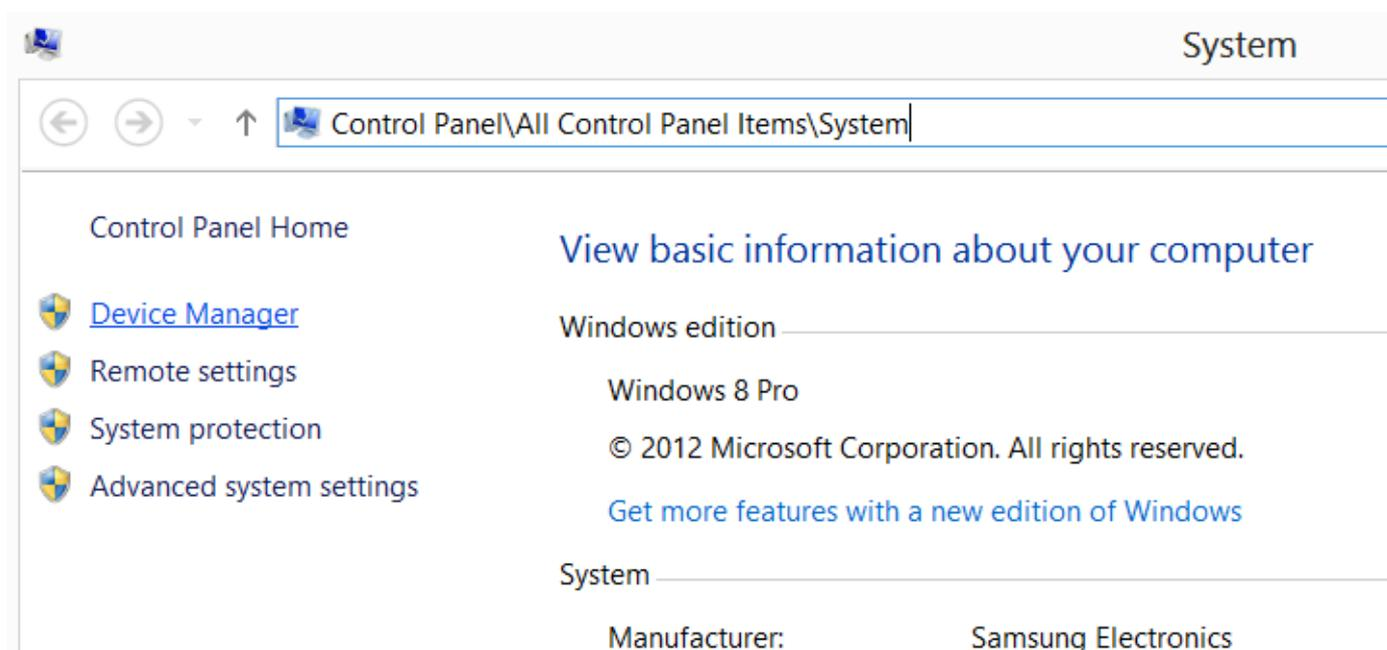 System
Control Panel\All Control Panel Items\System
Control Panel Home
Device Manager
Remote settings
System protection
Advanced system settings
View basic information about your computer
Windows edition
Windows 8 Pro
© 2012 Microsoft Corporation. All rights reserved.
Get more features with a new edition of Windows
System
Manufacturer: Samsung Electronics